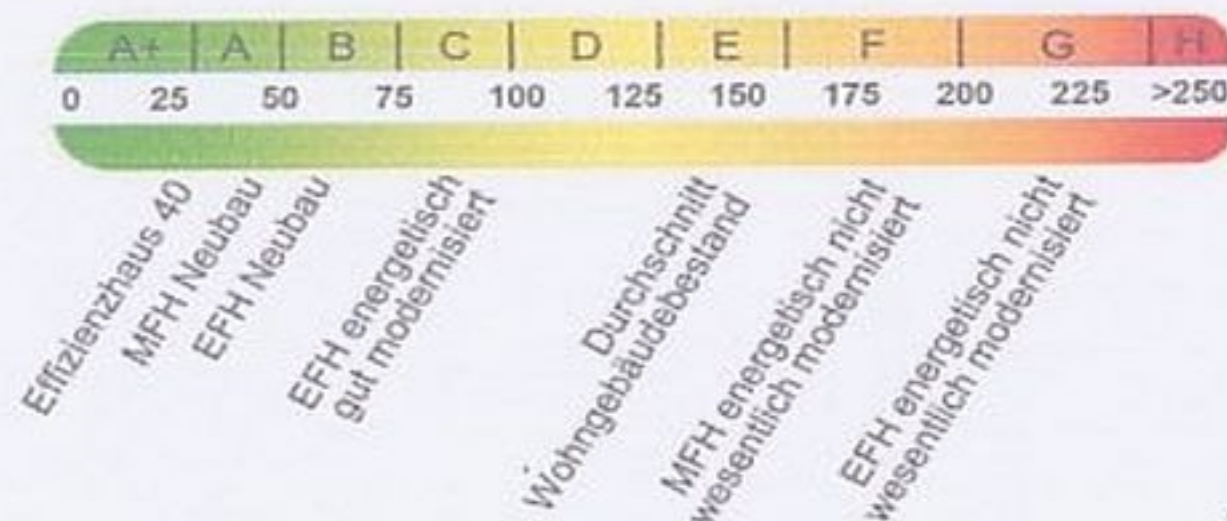 A+ A B C D E F G H
0 25 50 75 100 125 150 175 200 225 >250
Effizienzhaus 40
MFH Neubau
EFH Neubau
EFH energetisch
gut modernisiert
Durchschnitt
Wohngebäudebestand
MFH energetisch nicht
wesentlich modernisiert
EFH energetisch nicht
wesentlich modernisiert